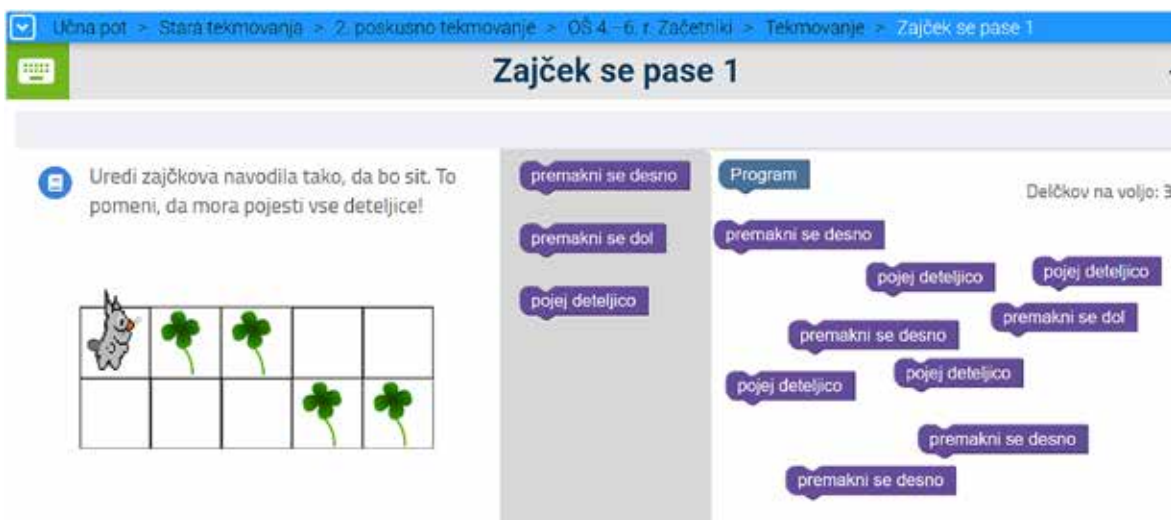 Učna pot > Stara tekmovanja > 2. poskusno tekmovanje > OŠ 4.–6. r. Začetniki > Tekmovanje > Zajček se pase 1
Zajček se pase 1
Uredi zajčkova navodila tako, da bo sit. To
pomeni, da mora pojesti vse deteljice!
premakni se desno
premakni se dol
pojej deteljico
Program
Delčkov na voljo: 3
premakni se desno
pojej deteljico
pojej deteljico
premakni se dol
premakni se desno
pojej deteljico
pojej deteljico
premakni se desno
premakni se desno